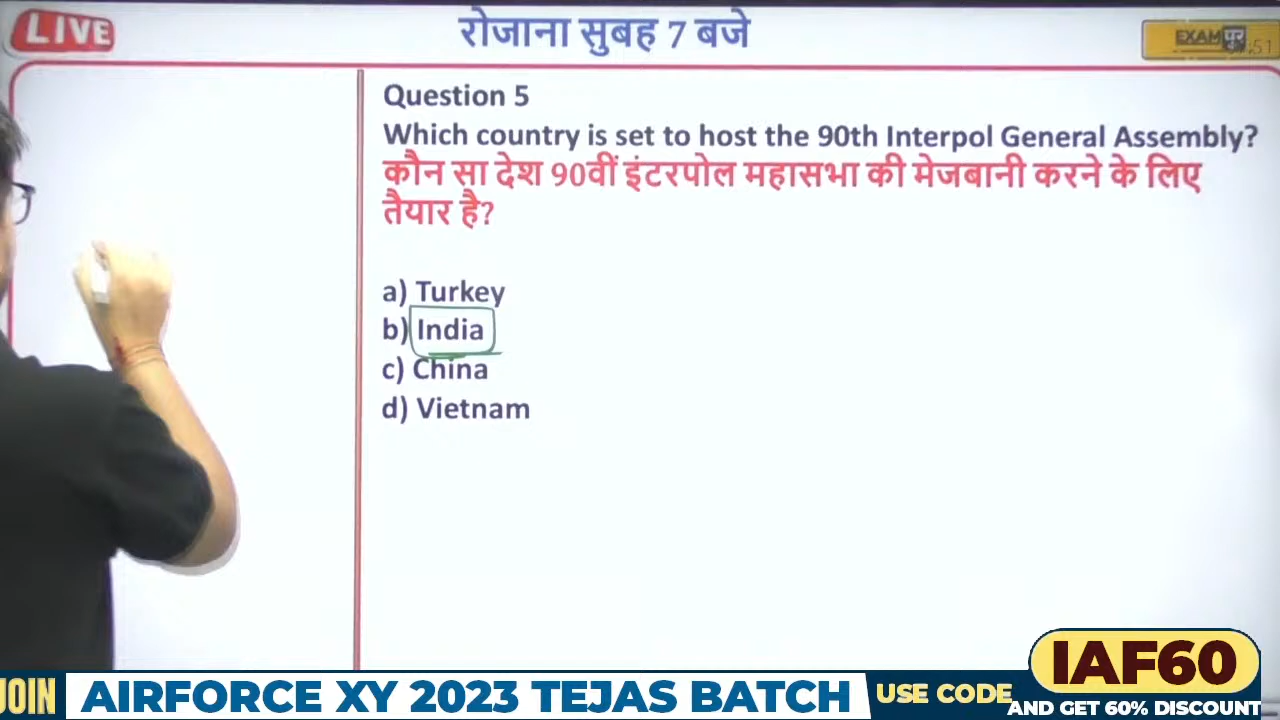 LIVE
रोजाना सुबह 7 बजे
EXAM पुर
Question 5
Which country is set to host the 90th Interpol General Assembly?
कौन सा देश 90वीं इंटरपोल महासभा की मेजबानी करने के लिए
तैयार है?
a) Turkey
b) India
c) China
d) Vietnam
JOIN
AIRFORCE XY 2023 TEJAS BATCH
USE CODE
IAF60
AND GET 60% DISCOUNT